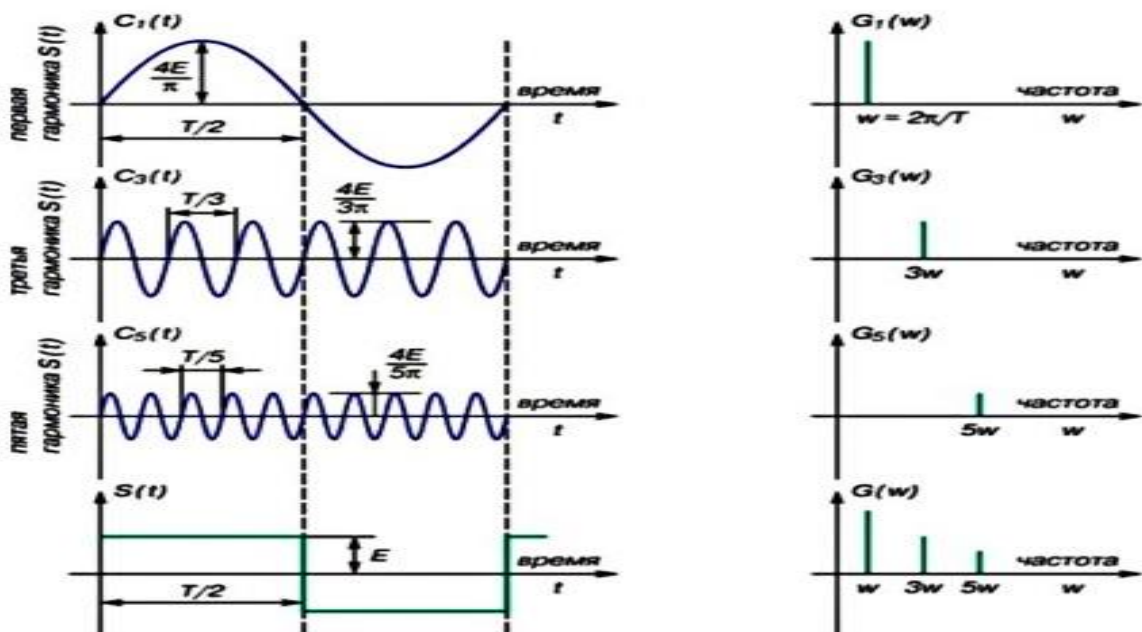 C₁(t)
первая
гармоника S(t)
4E
π
T/2
время
t
G₁(w)
w = 2π/T
частота
w
C₃(t)
третья
гармоника S(t)
T/3
4E
3π
время
t
G₃(w)
3w
частота
w
C₅(t)
пятая
гармоника S(t)
T/5
4E
5π
время
t
G₅(w)
5w
частота
w
S(t)
E
T/2
время
t
G(w)
w 3w 5w
частота
w